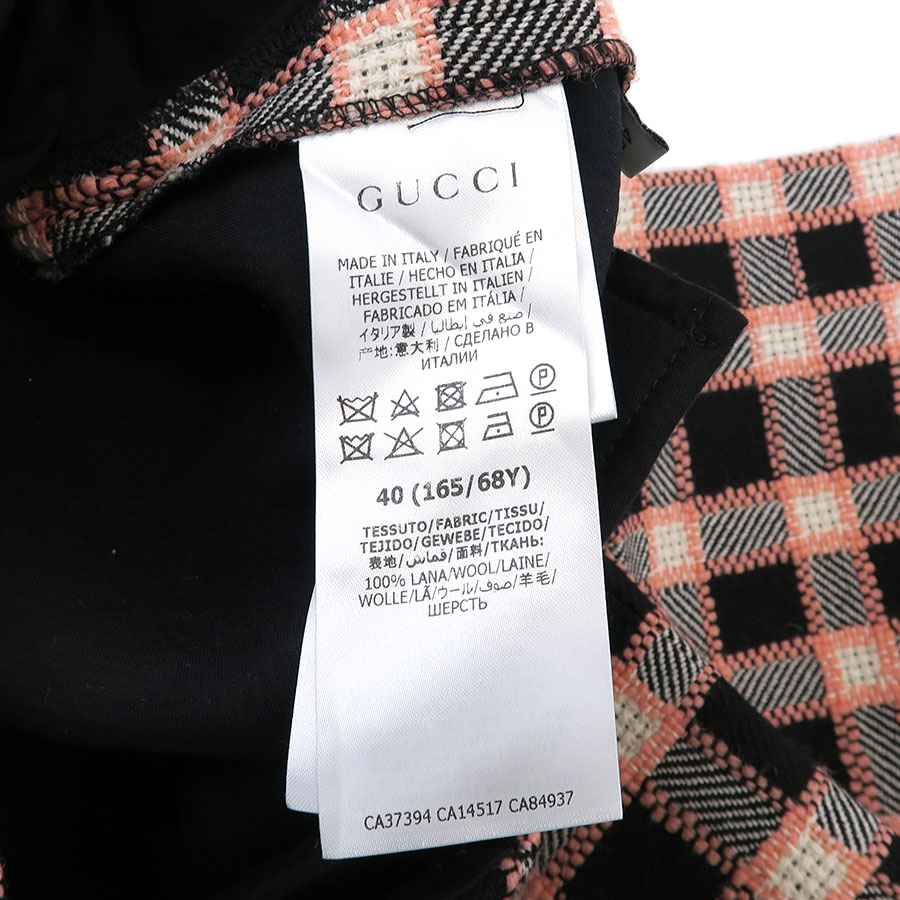 GUCCI
MADE IN ITALY / FABRIQUÉ EN
ITALIE / HECHO EN ITALIA /
HERGESTELLT IN ITALIEN /
FABRICADO EM ITÁLIA /
イタリア製 / صنع في ايطاليا /
产地:意大利 / СДЕЛАНО В
ИТАЛИИ
P
P
40 (165/68Y)
TESSUTO/FABRIC/TISSU/
TEJIDO/GEWEBE/TECIDO/
表地/قماش/面料/ТКАНЬ:
100% LANA/WOOL/LAINE/
WOLLE/LÃ/ウール/صوف/羊毛/
ШЕРСТЬ
CA37394 CA14517 CA84937